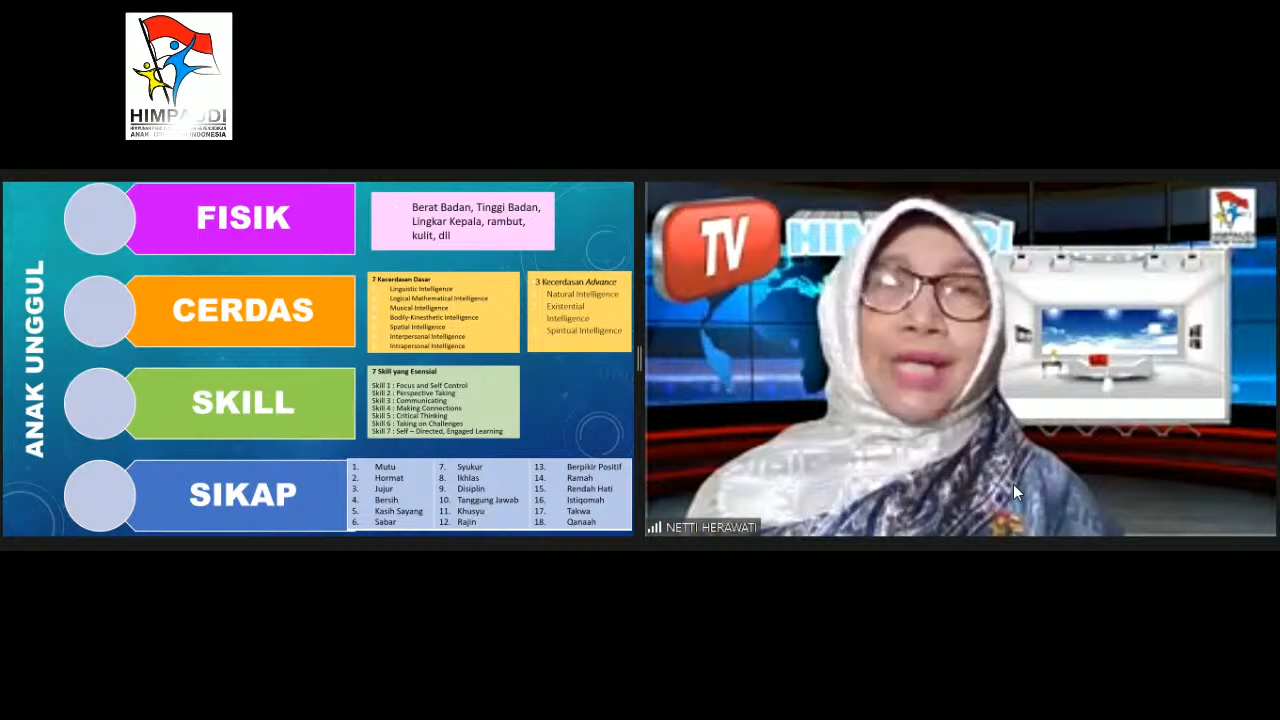 HIMPAUDI
ANAK USIA DINI INDONESIA
ANAK UNGGUL
FISIK
Berat Badan, Tinggi Badan,
Lingkar Kepala, rambut,
kulit, dll
CERDAS
7 Kecerdasan Dasar
Linguistic Intelligence
Logical Mathematical Intelligence
Musical Intelligence
Bodily-Kinesthetic Intelligence
Spatial Intelligence
Interpersonal Intelligence
Intrapersonal Intelligence
3 Kecerdasan Advance
Natural Intelligence
Existential
Intelligence
Spiritual Intelligence
SKILL
7 Skill yang Esensial
Skill 1 : Focus and Self Control
Skill 2 : Perspective Taking
Skill 3 : Communicating
Skill 4 : Making Connections
Skill 5 : Critical Thinking
Skill 6 : Taking on Challenges
Skill 7 : Self – Directed, Engaged Learning
SIKAP
1. Mutu
2. Hormat
3. Jujur
4. Bersih
5. Kasih Sayang
6. Sabar
7. Syukur
8. Ikhlas
9. Disiplin
10. Tanggung Jawab
11. Khusyu
12. Rajin
13. Berpikir Positif
14. Ramah
15. Rendah Hati
16. Istiqomah
17. Takwa
18. Qanaah
TV
NETTI HERAWATI